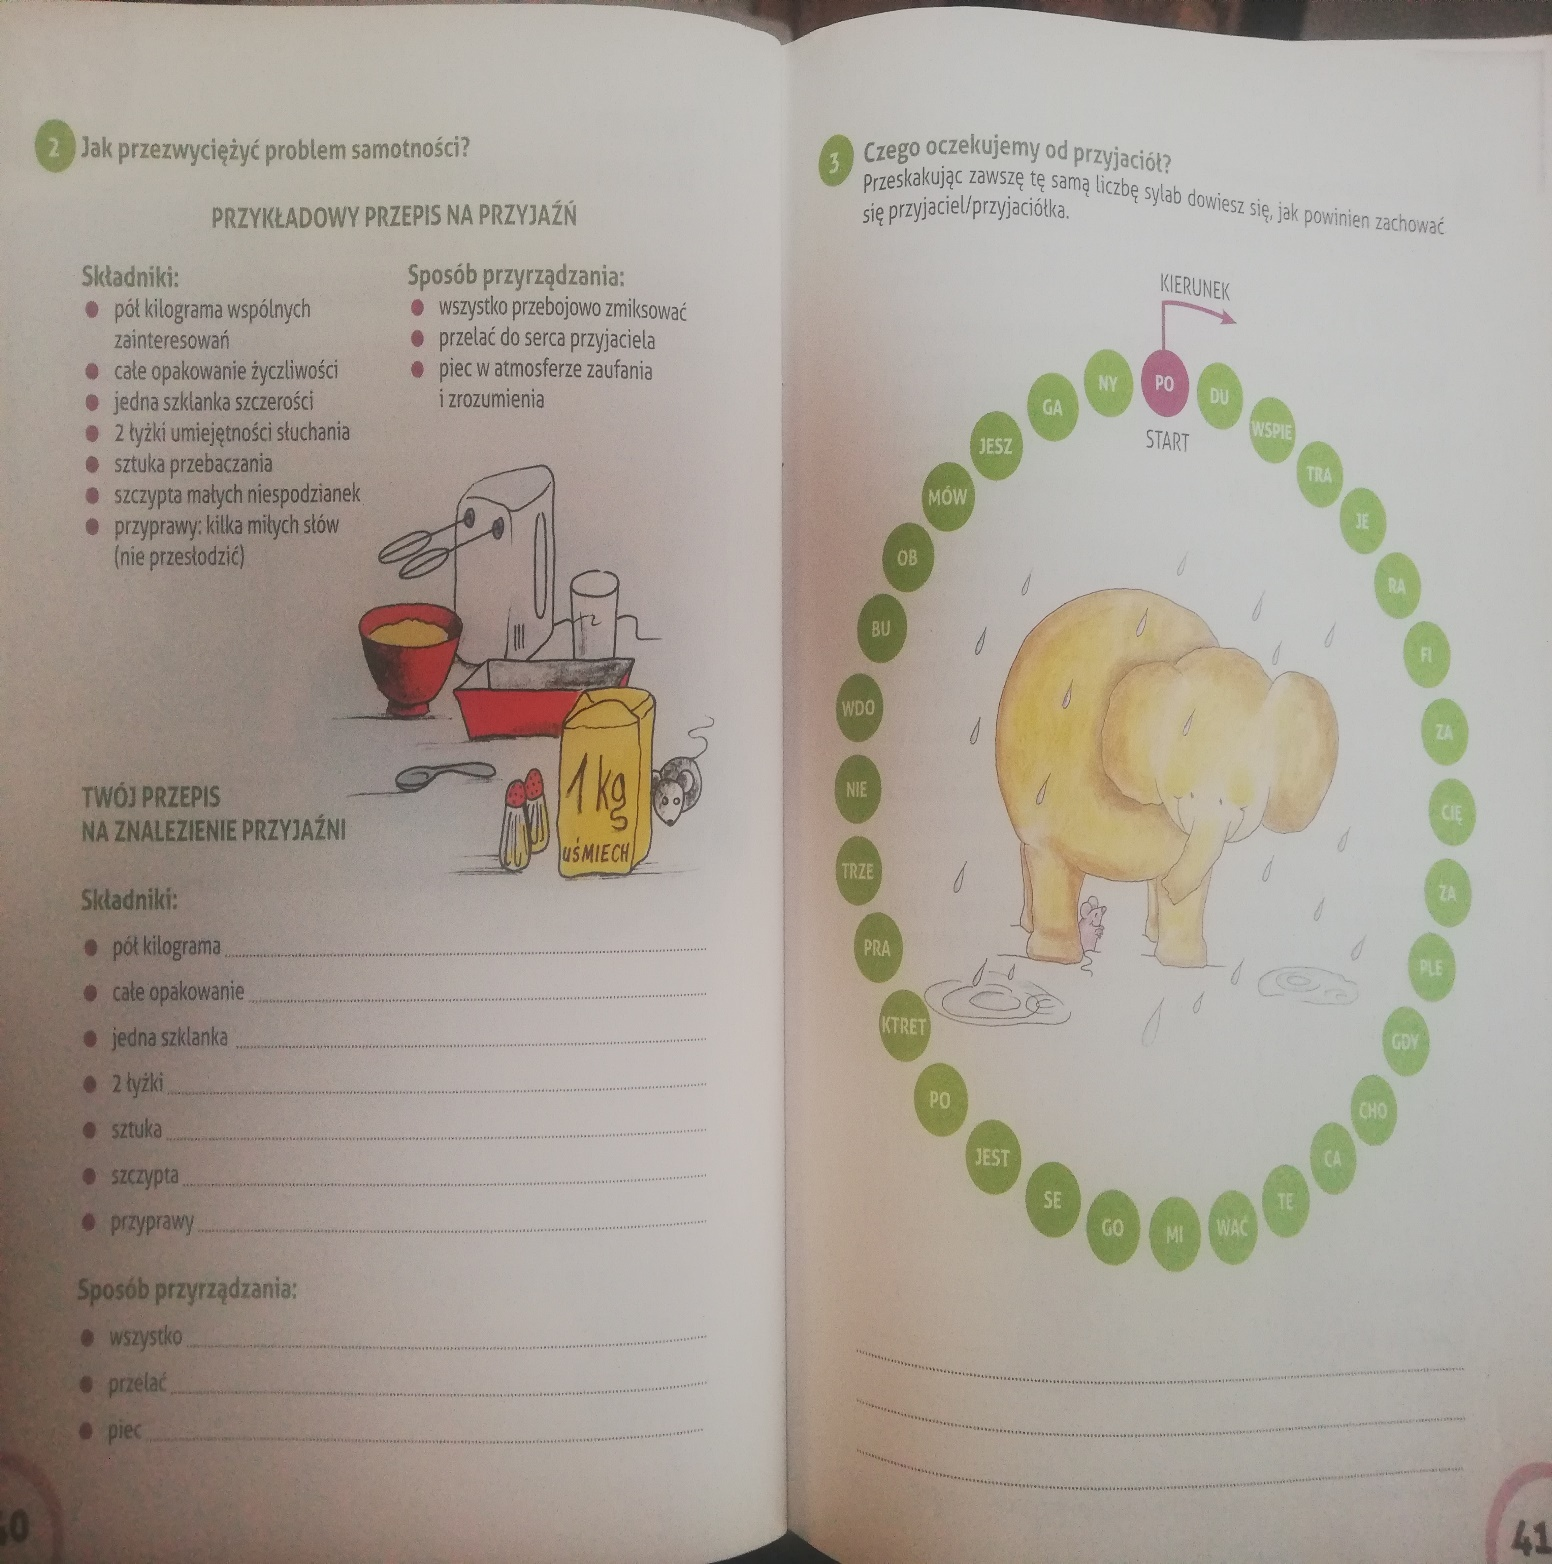 2 Jak przezwyciężyć problem samotności?
PRZYKŁADOWY PRZEPIS NA PRZYJAŹŃ
Składniki:
pół kilograma wspólnych
zainteresowań
całe opakowanie życzliwości
jedna szklanka szczerości
2 łyżki umiejętności słuchania
sztuka przebaczania
szczypta małych niespodzianek
przyprawy: kilka miłych słów
(nie przesłodzić)
Sposób przyrządzania:
wszystko przebojowo zmiksować
przelać do serca przyjaciela
piec w atmosferze zaufania
i zrozumienia
1 kg
UŚMIECH
TWÓJ PRZEPIS
NA ZNALEZIENIE PRZYJAŹNI
Składniki:
pół kilograma
całe opakowanie
jedna szklanka
2 łyżki
sztuka
szczypta
przyprawy
Sposób przyrządzania:
wszystko
przelać
piec
40
3 Czego oczekujemy od przyjaciół?
Przeskakując zawszę tę samą liczbę sylab dowiesz się, jak powinien zachować
się przyjaciel/przyjaciółka.
KIERUNEK
PO
START
DU
WSPIE
TRA
JE
RA
FI
ZA
CIĘ
ŻA
PLE
GDY
CHO
CA
TE
WAĆ
MI
GO
SE
JEST
PO
KTRET
PRA
TRZE
NIE
WDO
BU
OB
MÓW
JESZ
GA
NY
41